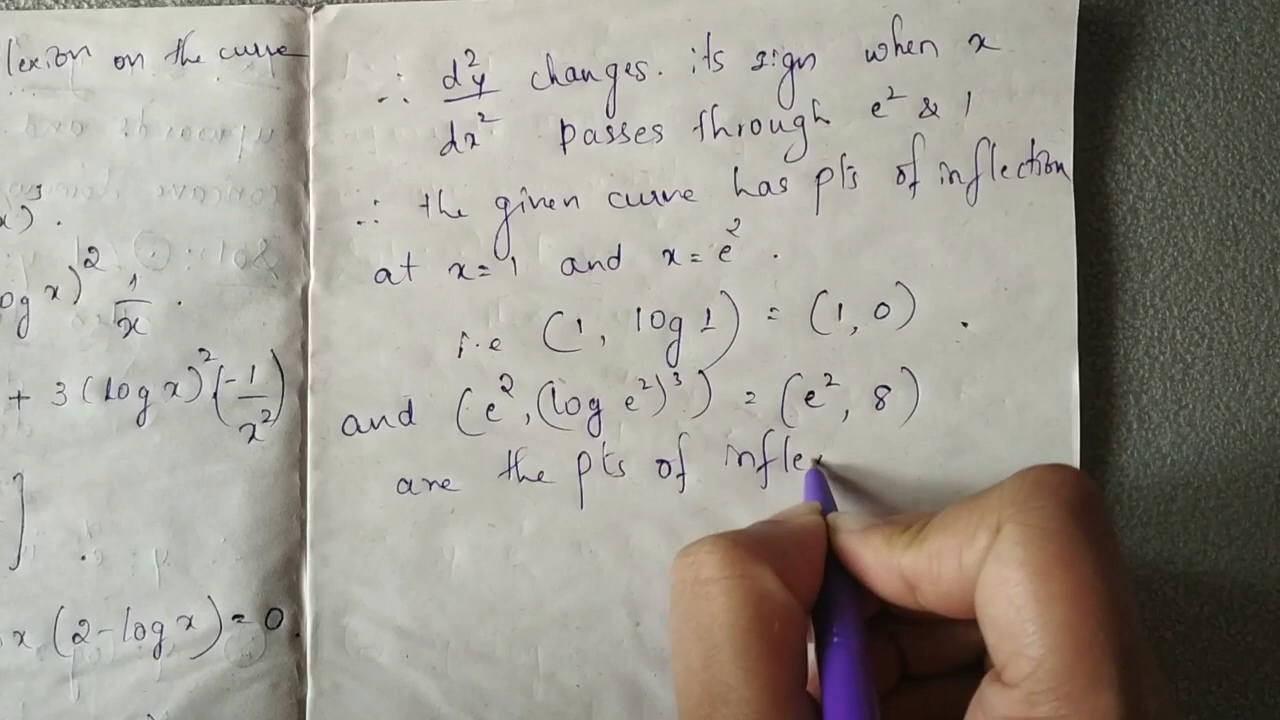 lexion on the curve
x)³.
og x)² 1/x .
+ 3(log x)² (-1/x²)
]
x (2-log x) = 0.
∴ d²y/dx² changes. its sign when x
passes through e² & 1
∴ the given curve has pts of inflection
at x=1 and x=e².
i.e (1, log 1) = (1, 0) .
and (e², (log e²)³) = (e², 8)
are the pts of inflex